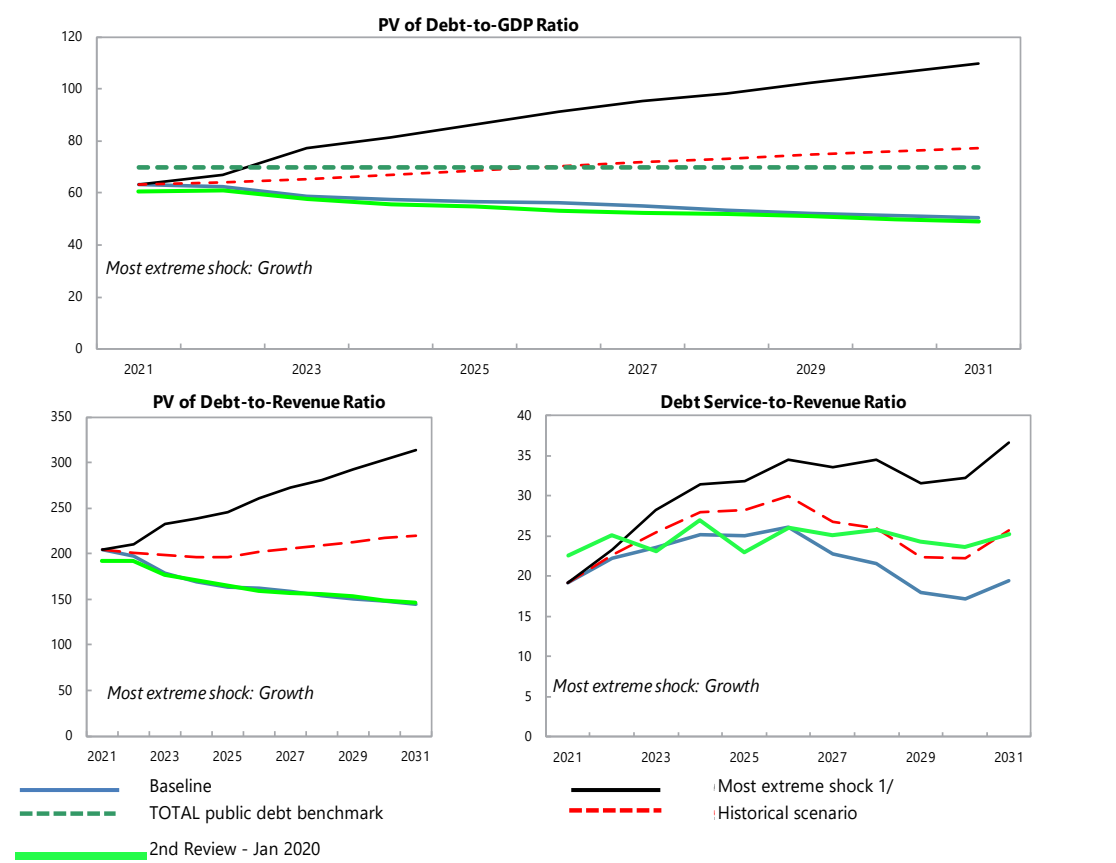 PV of Debt-to-GDP Ratio
120
100
80
60
40
20
0
Most extreme shock: Growth
2021 2023 2025 2027 2029 2031
PV of Debt-to-Revenue Ratio
350
300
250
200
150
100
50
0
Most extreme shock: Growth
2021 2023 2025 2027 2029 2031
Debt Service-to-Revenue Ratio
40
35
30
25
20
15
10
5
0
Most extreme shock: Growth
2021 2023 2025 2027 2029 2031
Baseline
Most extreme shock 1/
TOTAL public debt benchmark
Historical scenario
2nd Review - Jan 2020